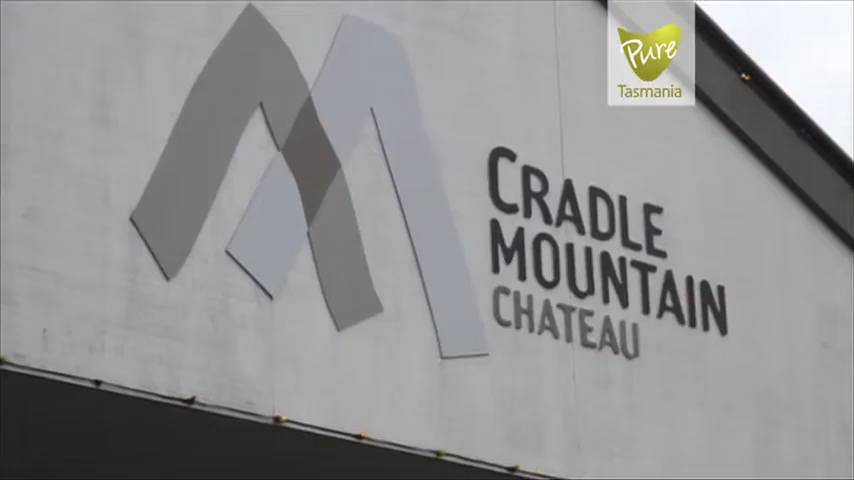 Pure
Tasmania
CRADLE
MOUNTAIN
CHATEAU